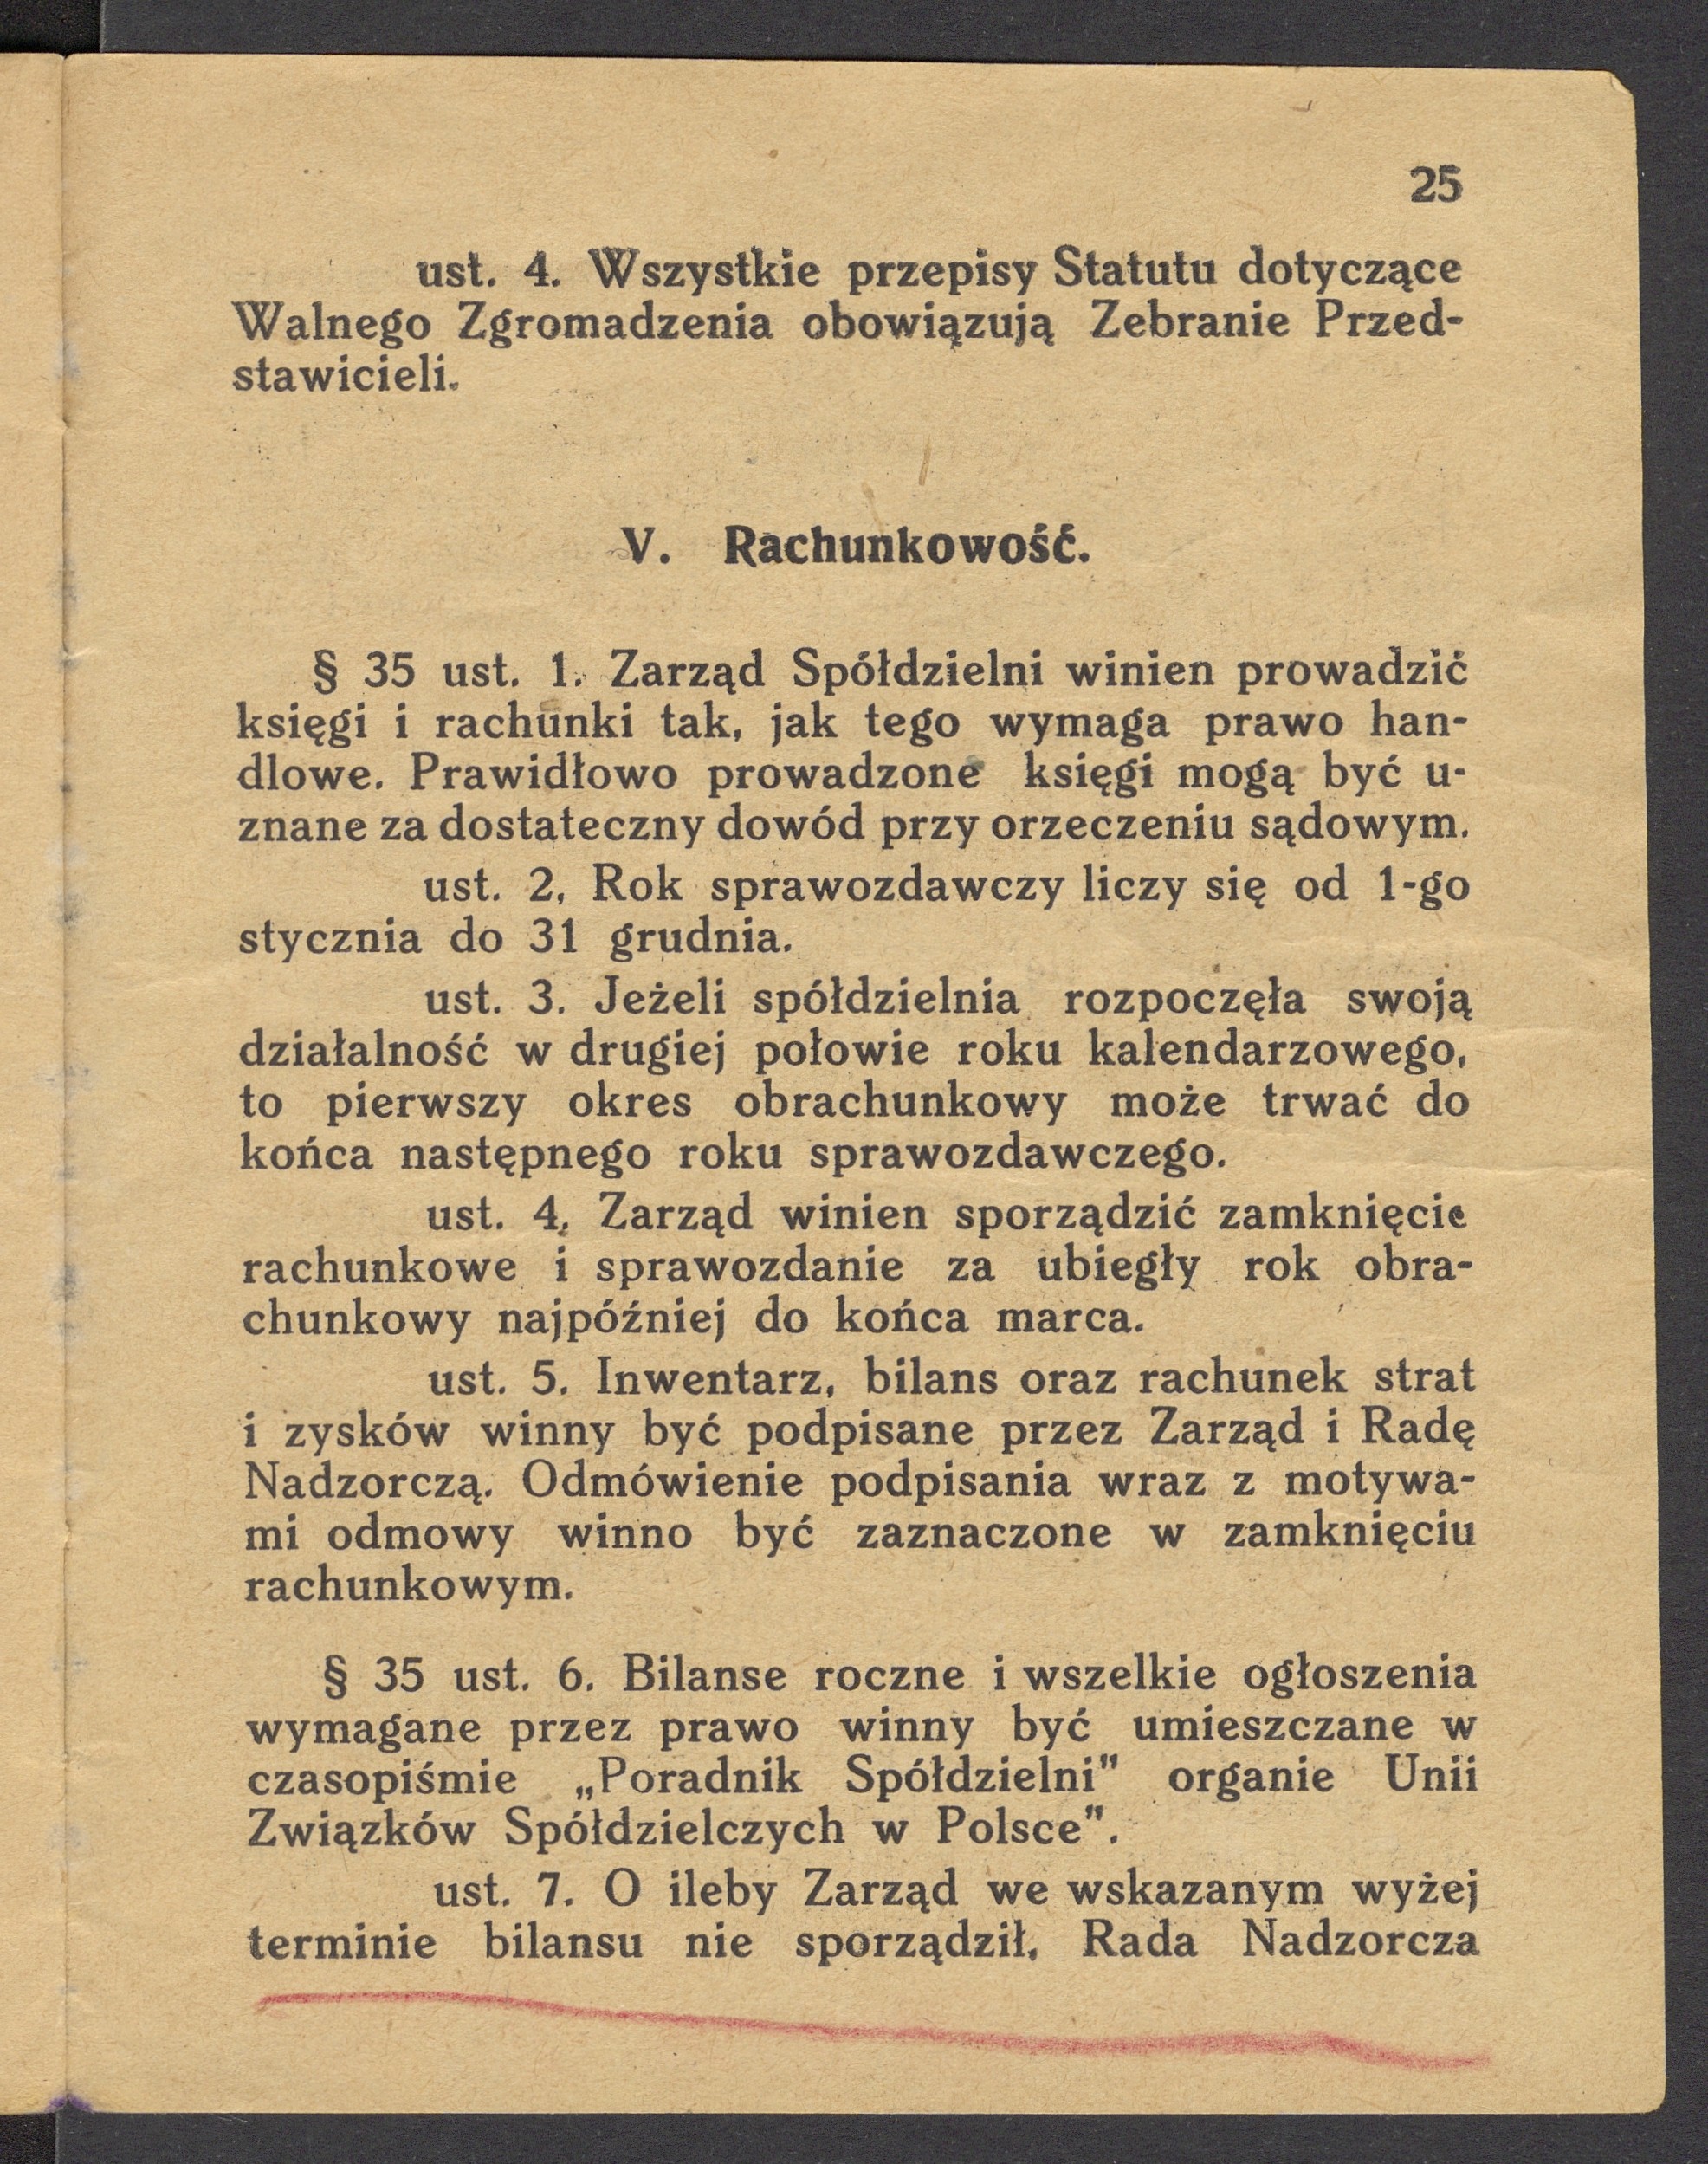 25
ust. 4. Wszystkie przepisy Statutu dotyczące
Walnego Zgromadzenia obowiązują Zebranie Przed-
stawicieli.
V. Rachunkowość.
§ 35 ust. 1. Zarząd Spółdzielni winien prowadzić
księgi i rachunki tak, jak tego wymaga prawo han-
dlowe. Prawidłowo prowadzone księgi mogą być u-
znane za dostateczny dowód przy orzeczeniu sądowym.
ust. 2, Rok sprawozdawczy liczy się od 1-go
stycznia do 31 grudnia.
ust. 3. Jeżeli spółdzielnia rozpoczęła swoją
działalność w drugiej połowie roku kalendarzowego,
to pierwszy okres obrachunkowy może trwać do
końca następnego roku sprawozdawczego.
ust. 4. Zarząd winien sporządzić zamknięcie
rachunkowe i sprawozdanie za ubiegły rok obra-
chunkowy najpóźniej do końca marca.
ust. 5. Inwentarz, bilans oraz rachunek strat
i zysków winny być podpisane przez Zarząd i Radę
Nadzorczą. Odmówienie podpisania wraz z motywa-
mi odmowy winno być zaznaczone w zamknięciu
rachunkowym.
§ 35 ust. 6. Bilanse roczne i wszelkie ogłoszenia
wymagane przez prawo winny być umieszczane w
czasopiśmie „Poradnik Spółdzielni" organie Unii
Związków Spółdzielczych w Polsce".
ust. 7. O ileby Zarząd we wskazanym wyżej
terminie bilansu nie sporządził, Rada Nadzorcza